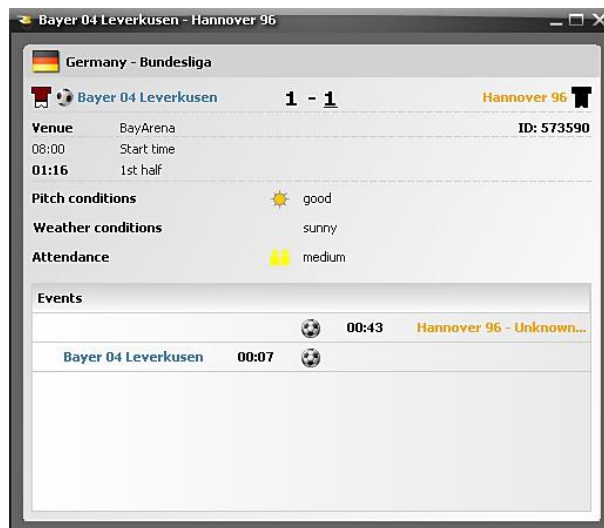 Bayer 04 Leverkusen - Hannover 96
Germany - Bundesliga
Bayer 04 Leverkusen 1 - 1 Hannover 96
Venue BayArena ID: 573590
08:00 Start time
01:16 1st half
Pitch conditions good
Weather conditions sunny
Attendance medium
Events
00:43 Hannover 96 - Unknown...
Bayer 04 Leverkusen 00:07